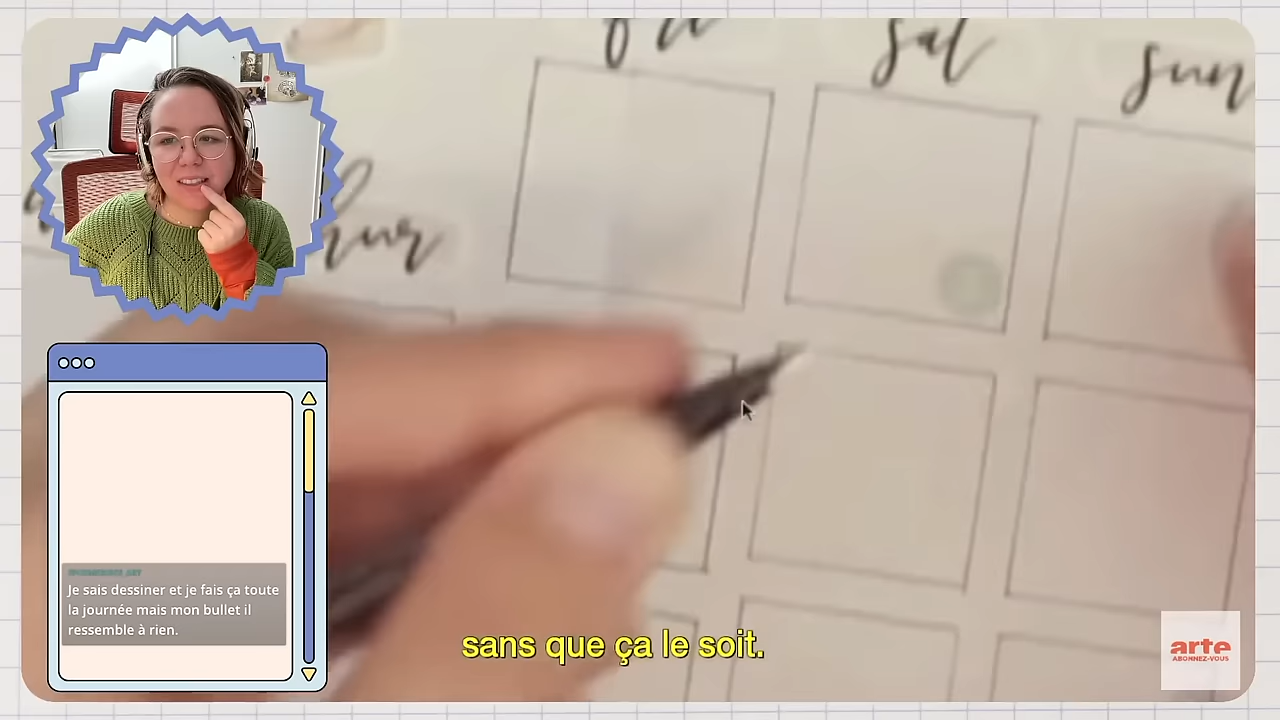 sat
sun
Je sais dessiner et je fais ça toute
la journée mais mon bullet il
ressemble à rien.
sans que ça le soit.
arte
ABONNEZ-VOUS